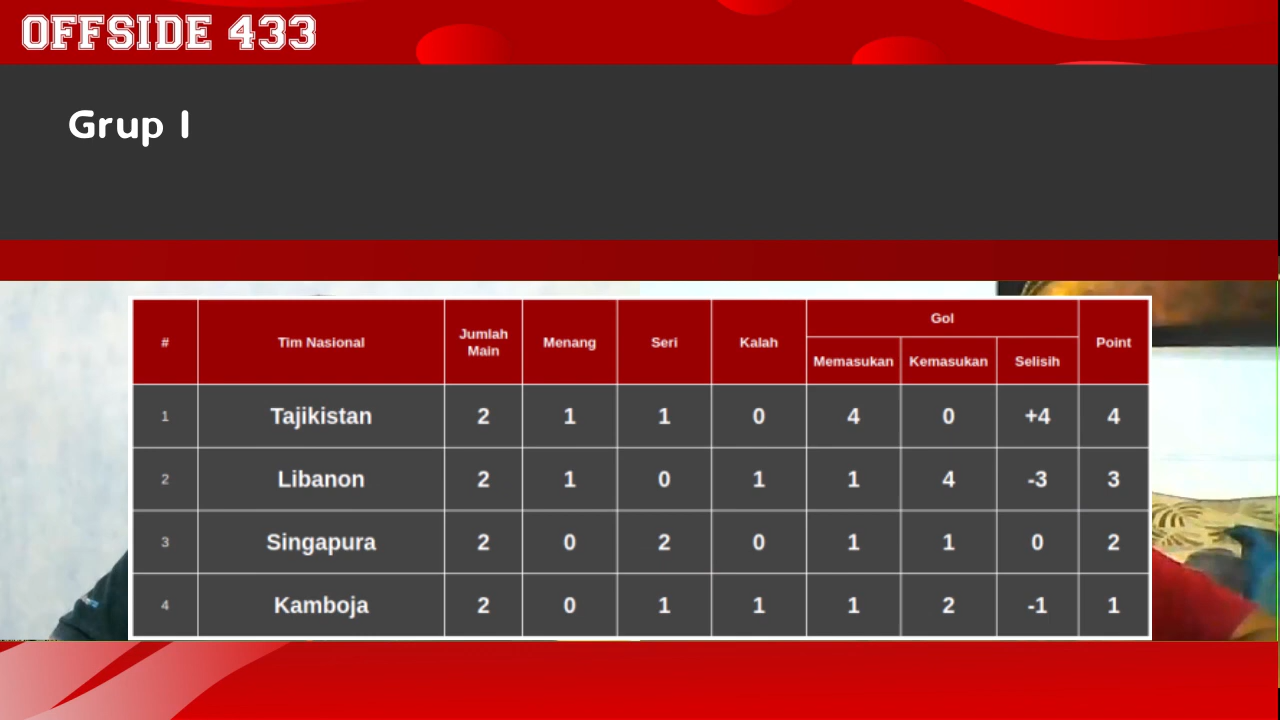 OFFSIDE 433
Grup I
# Tim Nasional Jumlah Main Menang Seri Kalah Gol Point
Memasukan Kemasukan Selisih
1 Tajikistan 2 1 1 0 4 0 +4 4
2 Libanon 2 1 0 1 1 4 -3 3
3 Singapura 2 0 2 0 1 1 0 2
4 Kamboja 2 0 1 1 1 2 -1 1